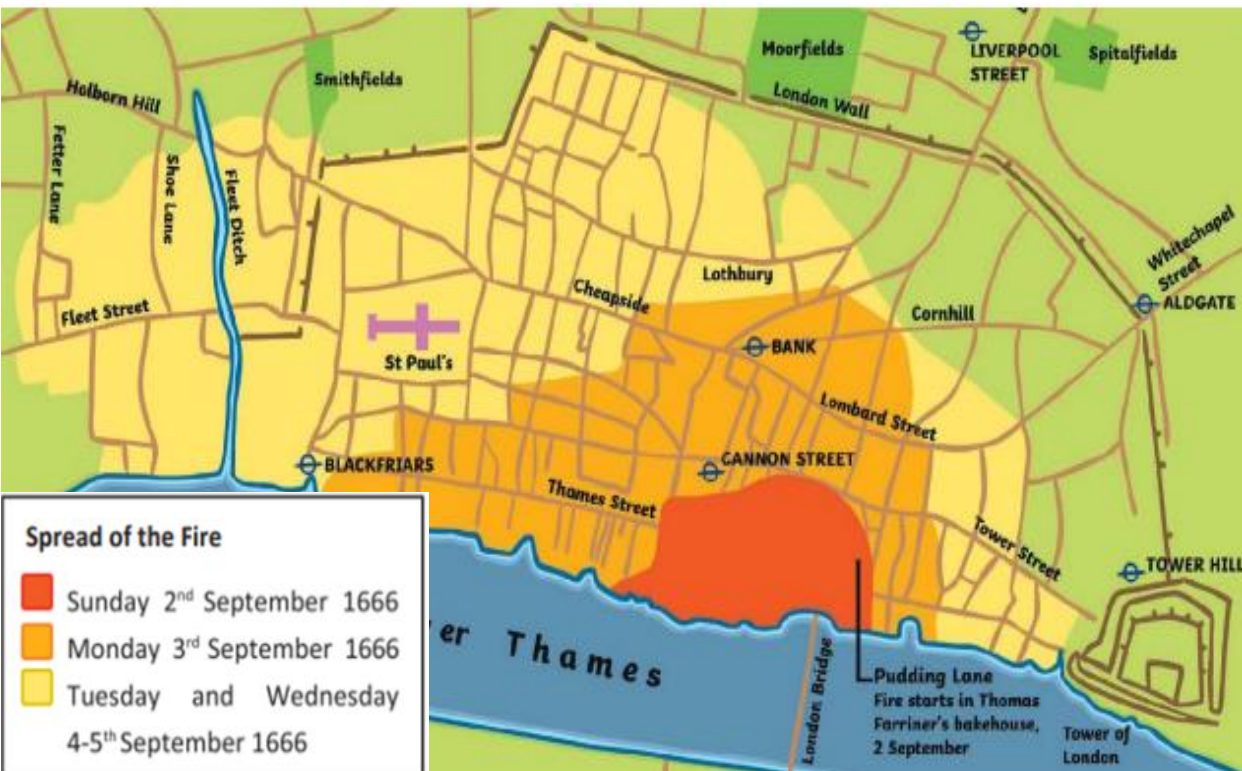 Moorfields
LIVERPOOL
STREET
Spitalfields
Smithfields
Holborn Hill
London Wall
Fetter Lane
Shoe Lane
Fleet Ditch
Whitechapel
Street
ALDGATE
Lothbury
Cheapside
Cornhill
Fleet Street
St Paul's
BANK
Lombard Street
BLACKFRIARS
CANNON STREET
Thames Street
Tower Street
TOWER HILL
er Thames
London Bridge
Pudding Lane
Fire starts in Thomas
Farriner's bakehouse,
2 September
Tower of
London
Spread of the Fire
Sunday 2nd September 1666
Monday 3rd September 1666
Tuesday and Wednesday
4-5th September 1666